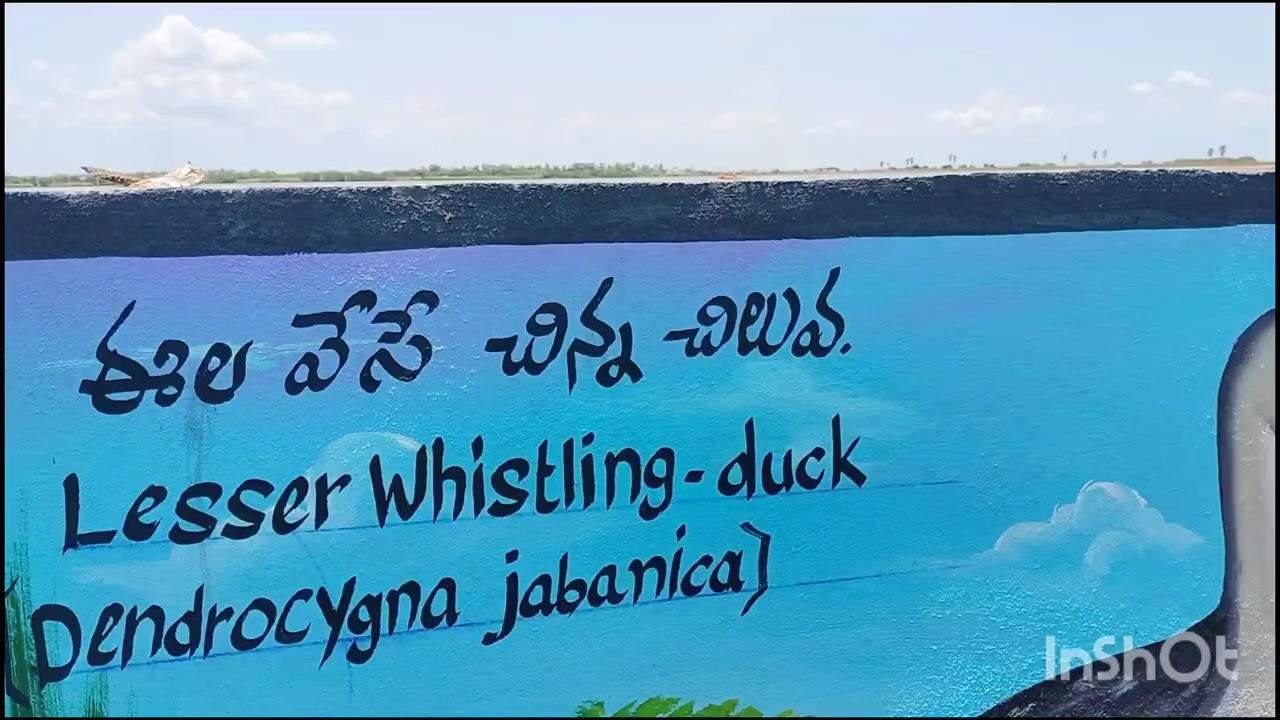 ఈల వేసే చిన్న చిలువ.
Lesser Whistling-duck
(Dendrocygna jabanica)
InShOt